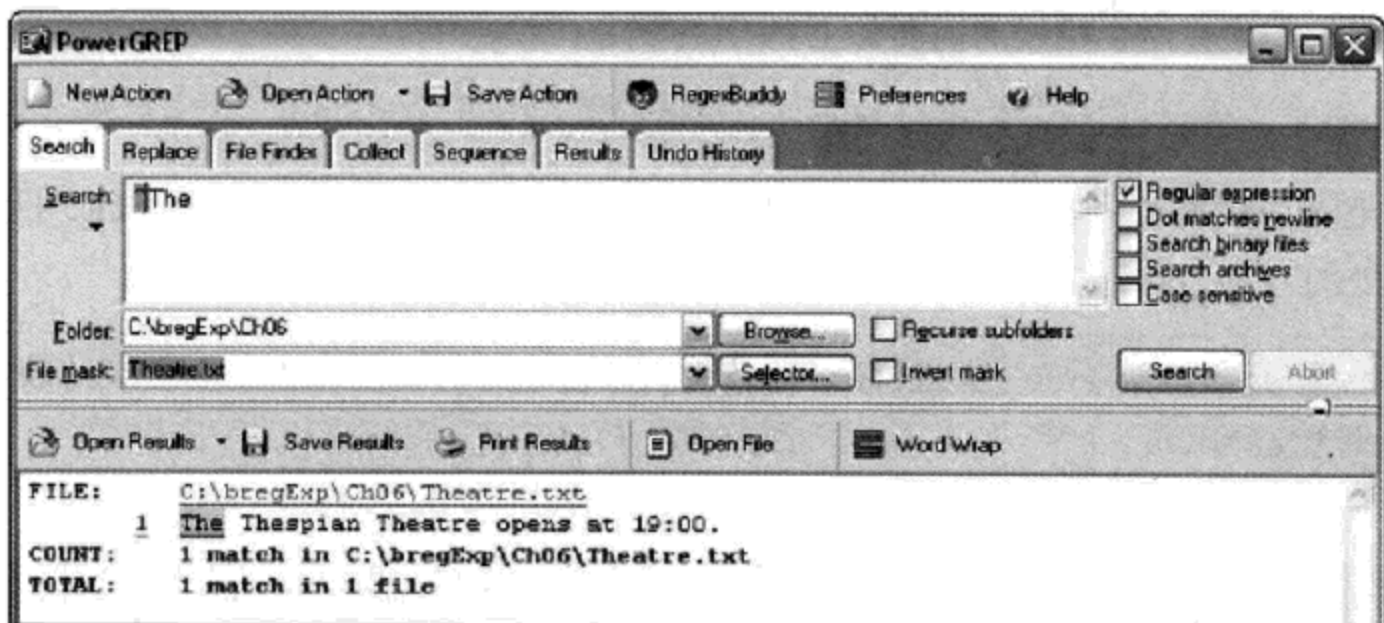 PowerGREP
New Action Open Action Save Action RegexBuddy Preferences Help
Search Replace File Finder Collect Sequence Results Undo History
Search: ^The
Regular expression
Dot matches newline
Search binary files
Search archives
Case sensitive
Folder: C:\bregExp\Ch06 Browse... Recurse subfolders
File mask: Theatre.txt Selector... Invert mask Search Abort
Open Results Save Results Print Results Open File Word Wrap
FILE: C:\bregExp\Ch06\Theatre.txt
1 The Thespian Theatre opens at 19:00.
COUNT: 1 match in C:\bregExp\Ch06\Theatre.txt
TOTAL: 1 match in 1 file